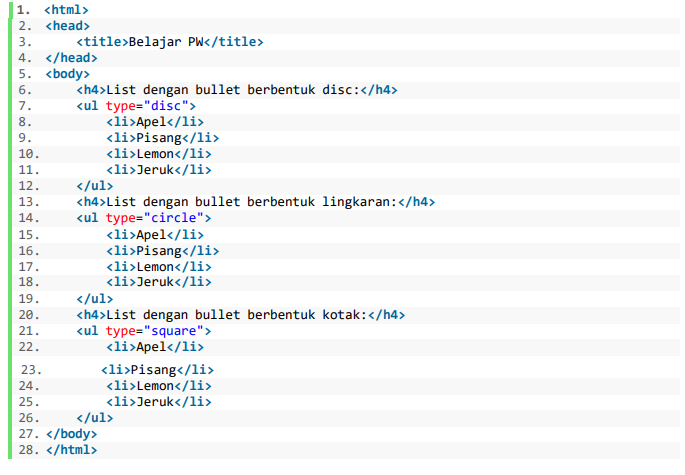 1. <html>
2. <head>
3. <title>Belajar PW</title>
4. </head>
5. <body>
6. <h4>List dengan bullet berbentuk disc:</h4>
7. <ul type="disc">
8. <li>Apel</li>
9. <li>Pisang</li>
10. <li>Lemon</li>
11. <li>Jeruk</li>
12. </ul>
13. <h4>List dengan bullet berbentuk lingkaran:</h4>
14. <ul type="circle">
15. <li>Apel</li>
16. <li>Pisang</li>
17. <li>Lemon</li>
18. <li>Jeruk</li>
19. </ul>
20. <h4>List dengan bullet berbentuk kotak:</h4>
21. <ul type="square">
22. <li>Apel</li>
23. <li>Pisang</li>
24. <li>Lemon</li>
25. <li>Jeruk</li>
26. </ul>
27. </body>
28. </html>